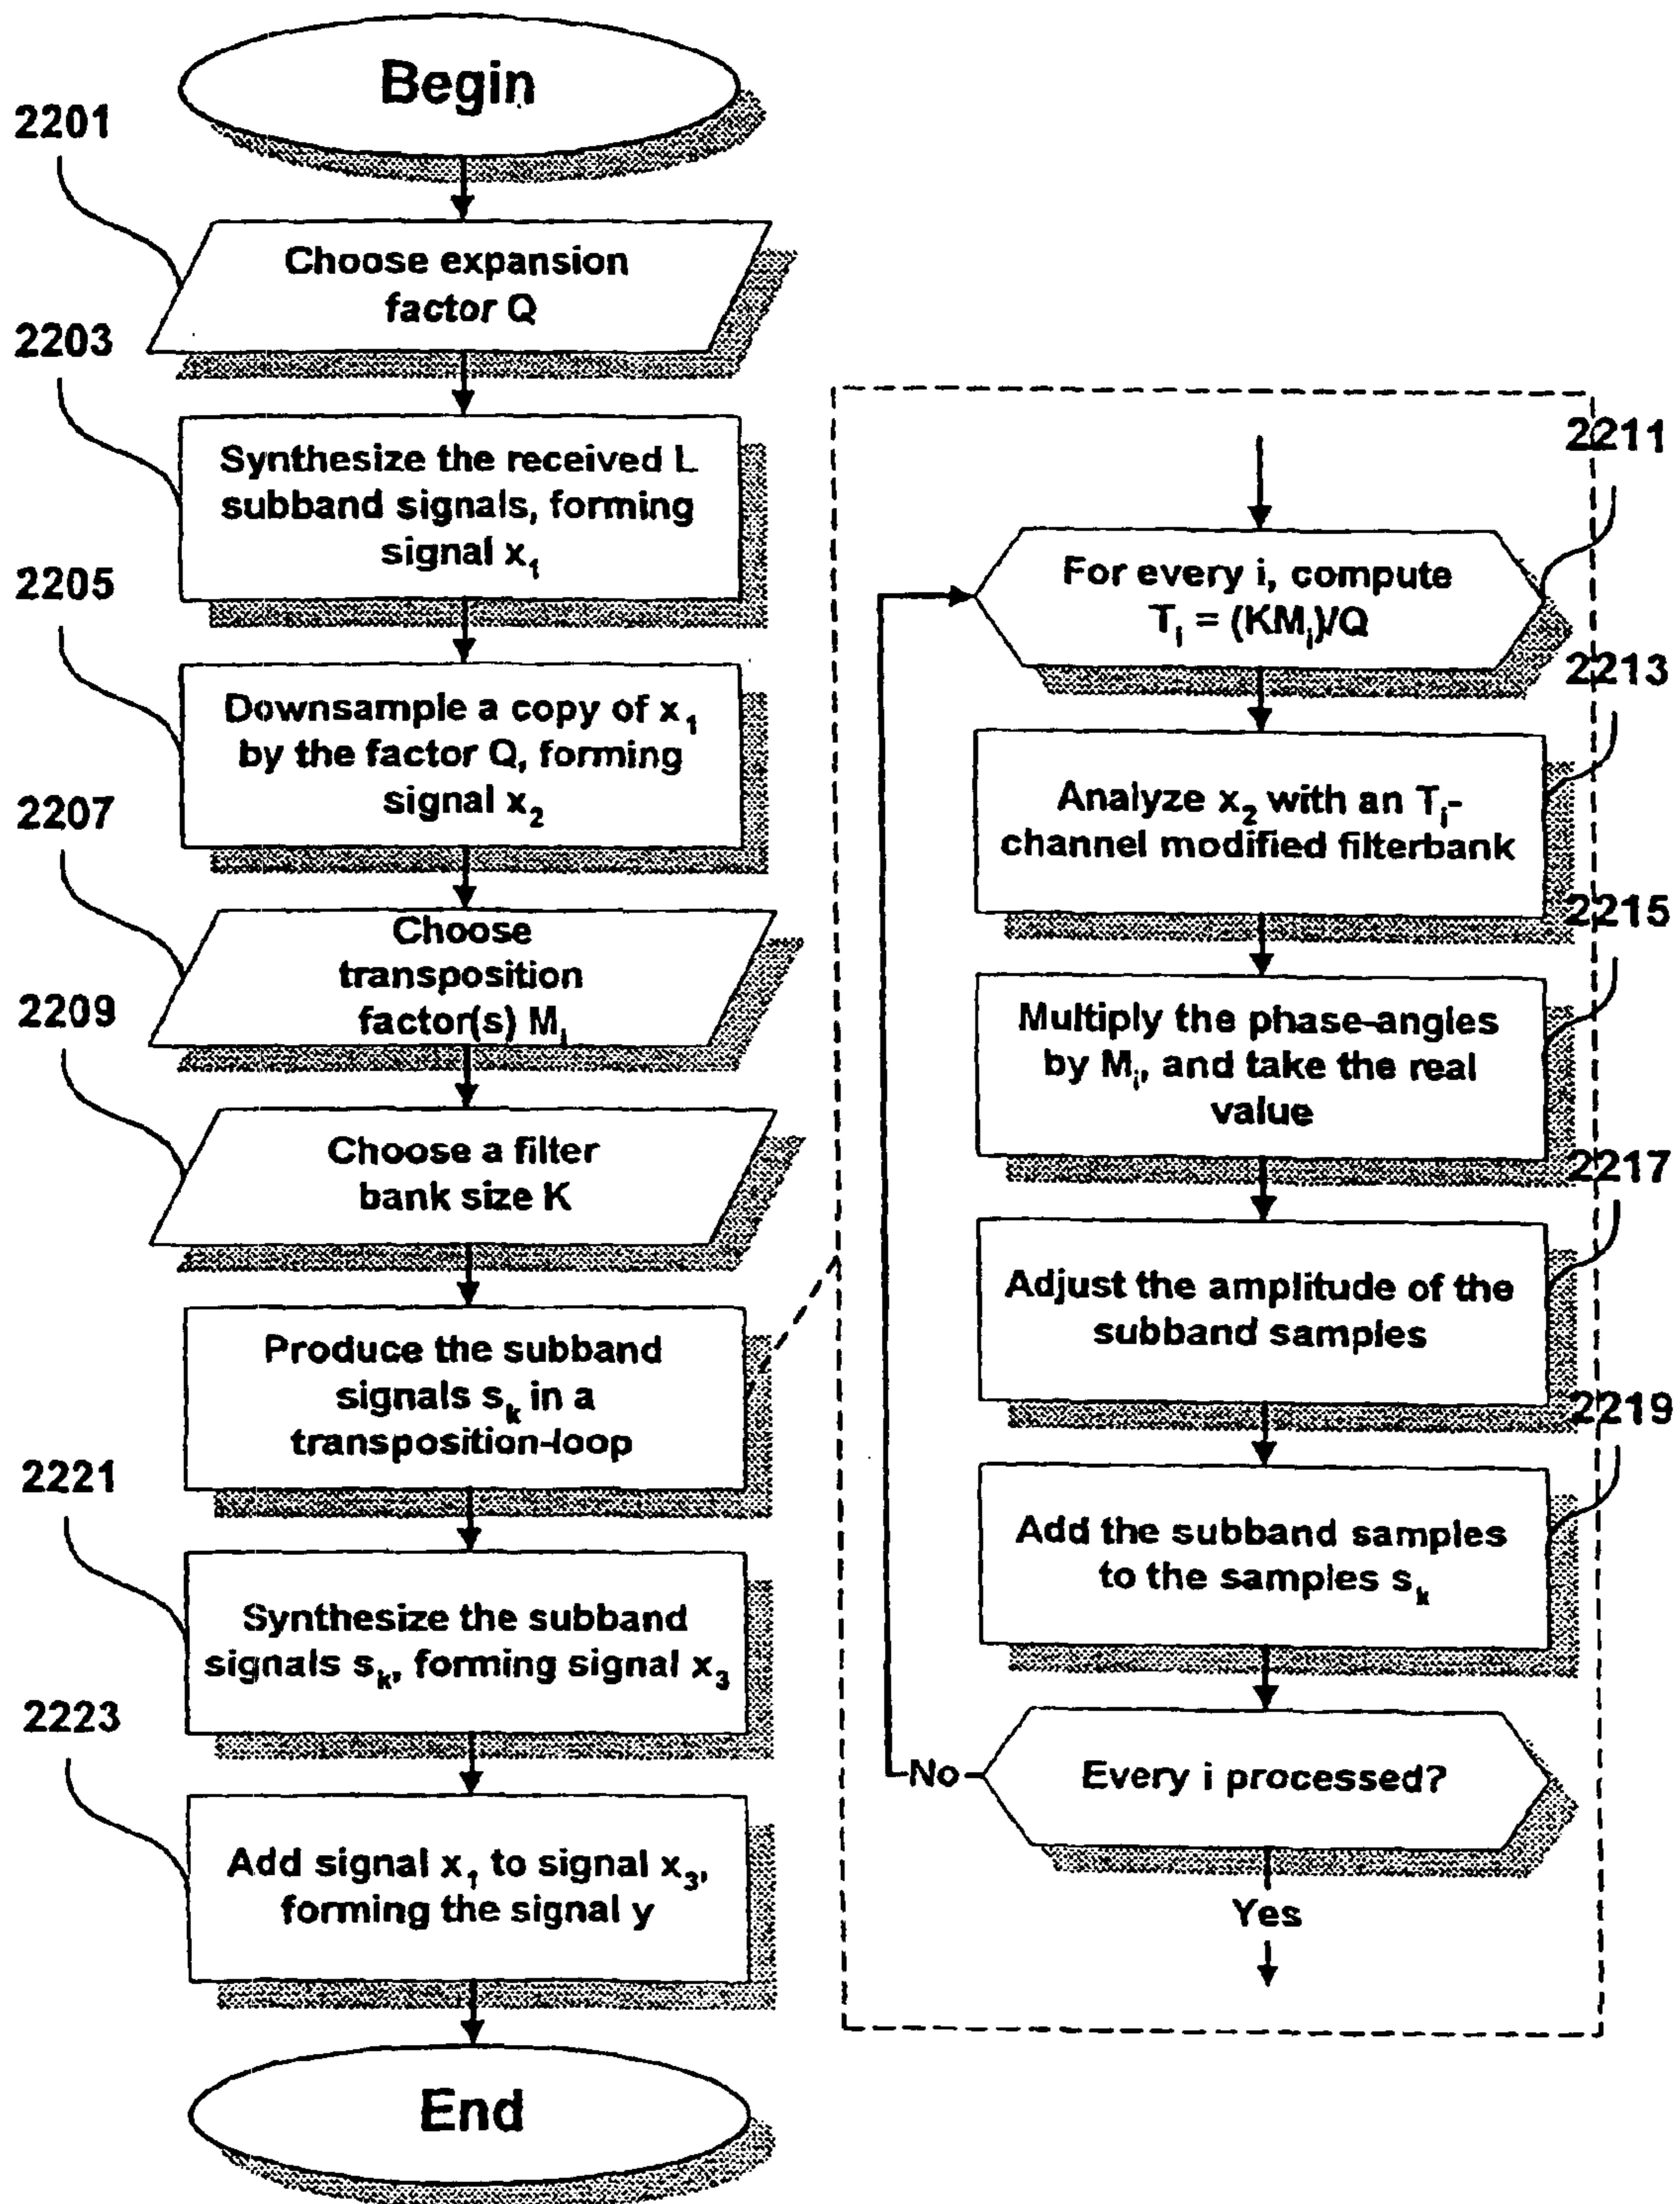 Begin
2201
Choose expansion
factor Q
2203
Synthesize the received L
subband signals, forming
signal x₁
2205
Downsample a copy of x₁
by the factor Q, forming
signal x₂
2207
Choose
transposition
factor(s) Mᵢ
2209
Choose a filter
bank size K
Produce the subband
signals sₖ in a
transposition-loop
2221
Synthesize the subband
signals sₖ, forming signal x₃
2223
Add signal x₁ to signal x₃,
forming the signal y
End
2211
For every i, compute
Tᵢ = (KMᵢ)/Q
2213
Analyze x₂ with an Tᵢ-
channel modified filterbank
2215
Multiply the phase-angles
by Mᵢ, and take the real
value
2217
Adjust the amplitude of the
subband samples
2219
Add the subband samples
to the samples sₖ
No
Every i processed?
Yes